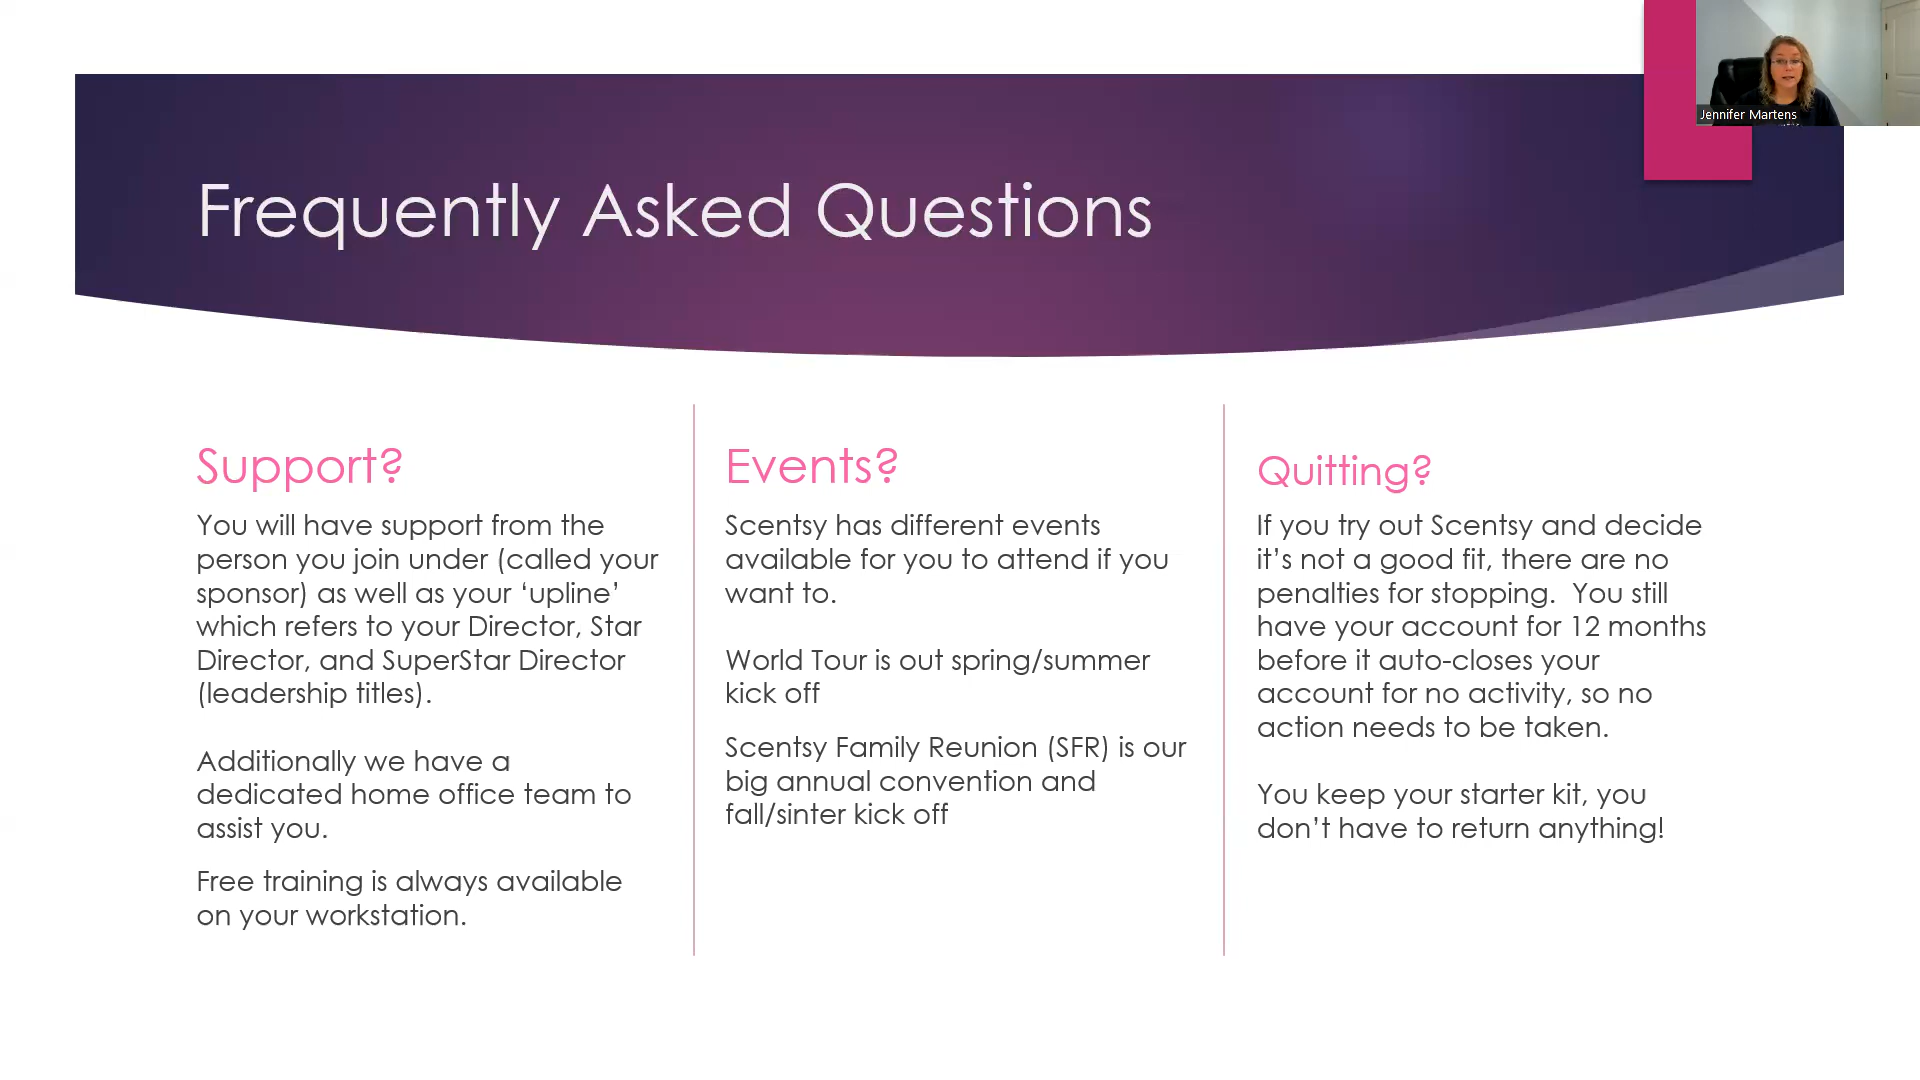 Jennifer Martens
Frequently Asked Questions
Support?
You will have support from the
person you join under (called your
sponsor) as well as your ‘upline’
which refers to your Director, Star
Director, and SuperStar Director
(leadership titles).
Additionally we have a
dedicated home office team to
assist you.
Free training is always available
on your workstation.
Events?
Scentsy has different events
available for you to attend if you
want to.
World Tour is out spring/summer
kick off
Scentsy Family Reunion (SFR) is our
big annual convention and
fall/sinter kick off
Quitting?
If you try out Scentsy and decide
it’s not a good fit, there are no
penalties for stopping.  You still
have your account for 12 months
before it auto-closes your
account for no activity, so no
action needs to be taken.
You keep your starter kit, you
don’t have to return anything!